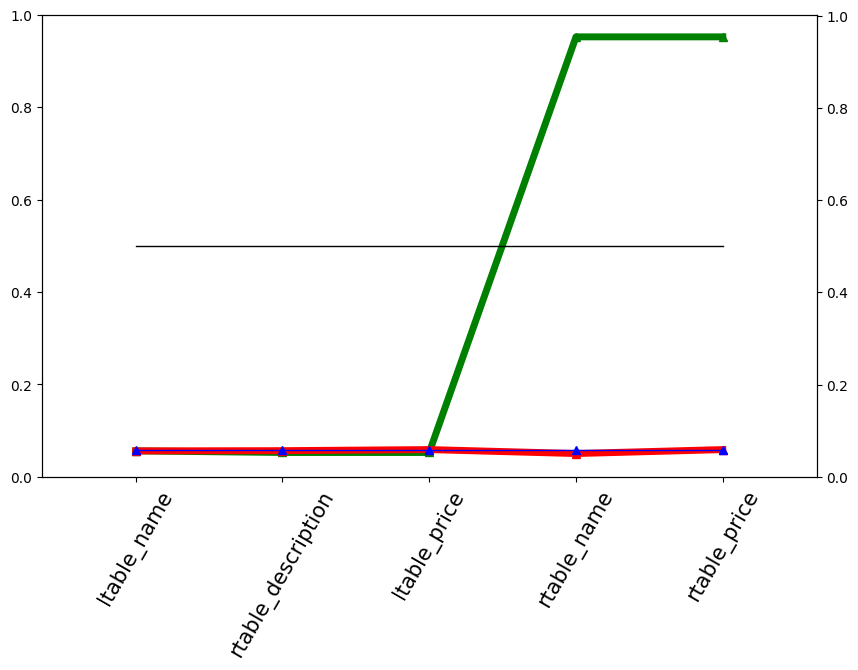 1.0 1.0
0.8 0.8
0.6 0.6
0.4 0.4
0.2 0.2
0.0 0.0
ltable_name
rtable_description
ltable_price
rtable_name
rtable_price